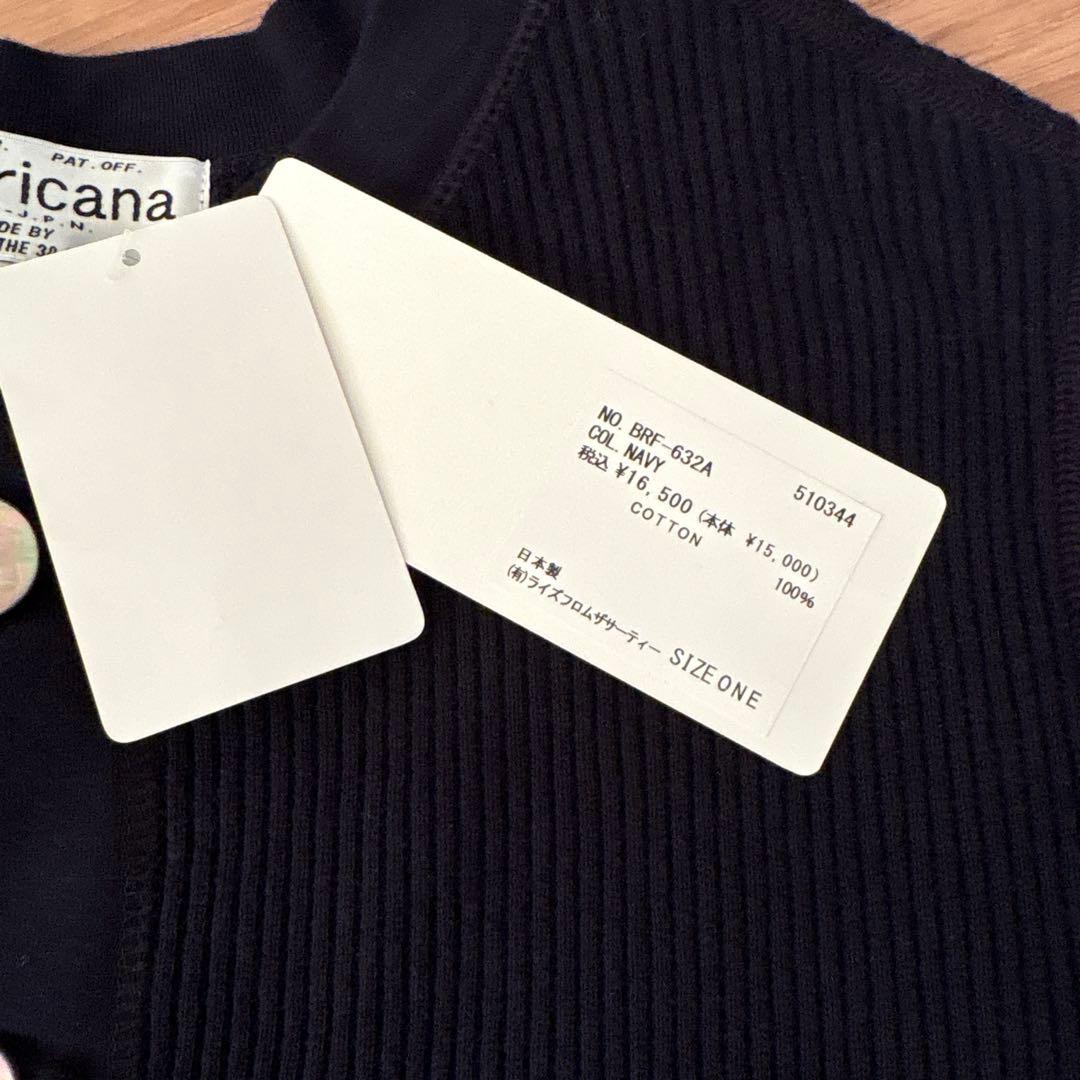 PAT. OFF.
ricana
J.P.N.
DE BY
THE 30
NO. BRF-632A
COL. NAVY 510344
税込 ¥16,500 (本体 ¥15,000)
COTTON 100%
日本製
(有)ライズフロムザサーティー SIZE ONE